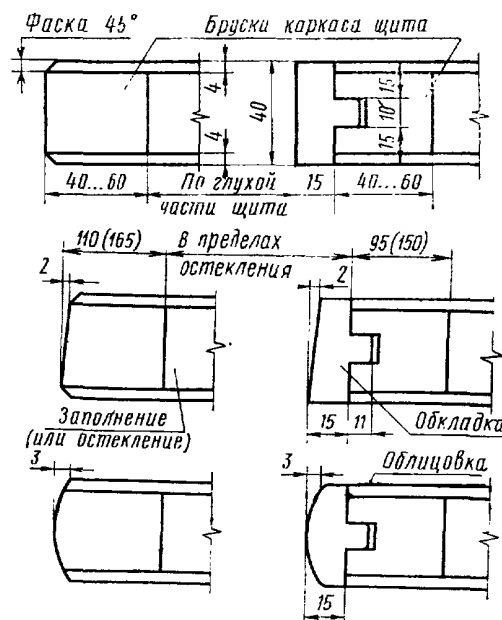 Фаска 45° Бруски каркаса щита
4
4
40
15
10
15
40...60 По глухой 15 40...60
части щита
110 (165) В пределах 95 (150)
2 остекления 2
Заполнение
(или остекление)
15 11 Обкладка
3 3 Облицовка
15